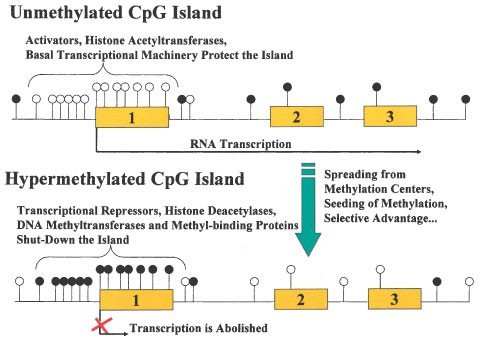 Unmethylated CpG Island
Activators, Histone Acetyltransferases,
Basal Transcriptional Machinery Protect the Island
1
2
3
RNA Transcription
Hypermethylated CpG Island
Spreading from
Methylation Centers,
Seeding of Methylation,
Selective Advantage...
Transcriptional Repressors, Histone Deacetylases,
DNA Methyltransferases and Methyl-binding Proteins
Shut-Down the Island
1
2
3
Transcription is Abolished